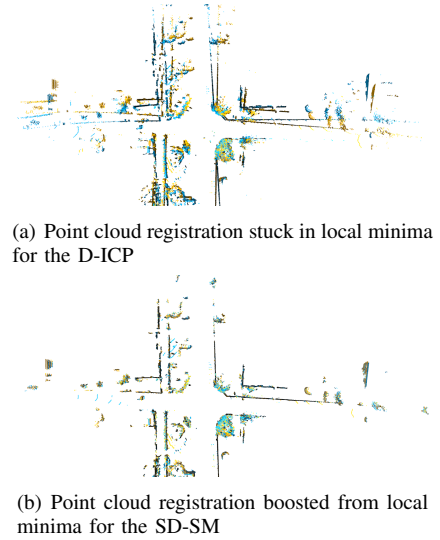 (a) Point cloud registration stuck in local minima
for the D-ICP
(b) Point cloud registration boosted from local
minima for the SD-SM